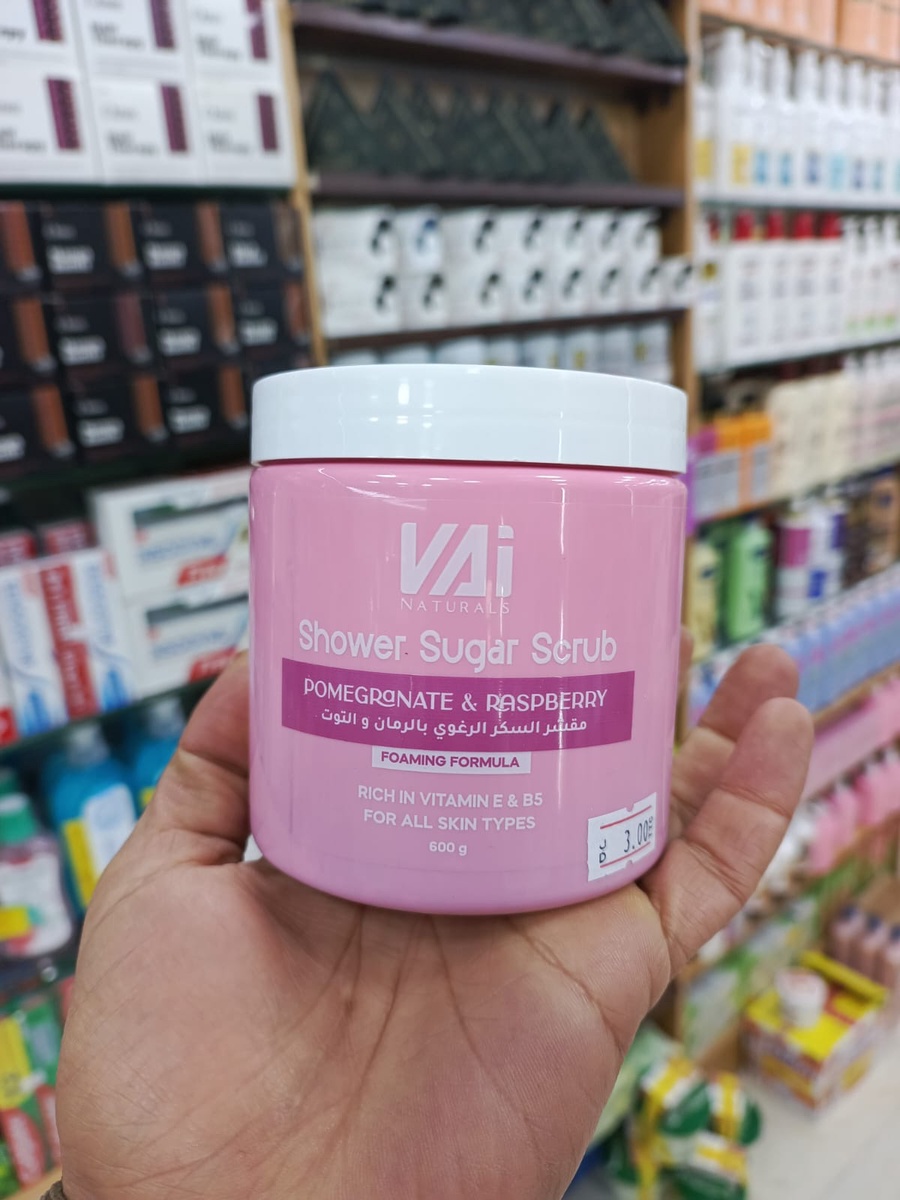 VAi
NATURALS
Shower Sugar Scrub
POMEGRANATE & RASPBERRY
مقشر السكر الرغوي بالرمان و التوت
FOAMING FORMULA
RICH IN VITAMIN E & B5
FOR ALL SKIN TYPES
600 g
3.00